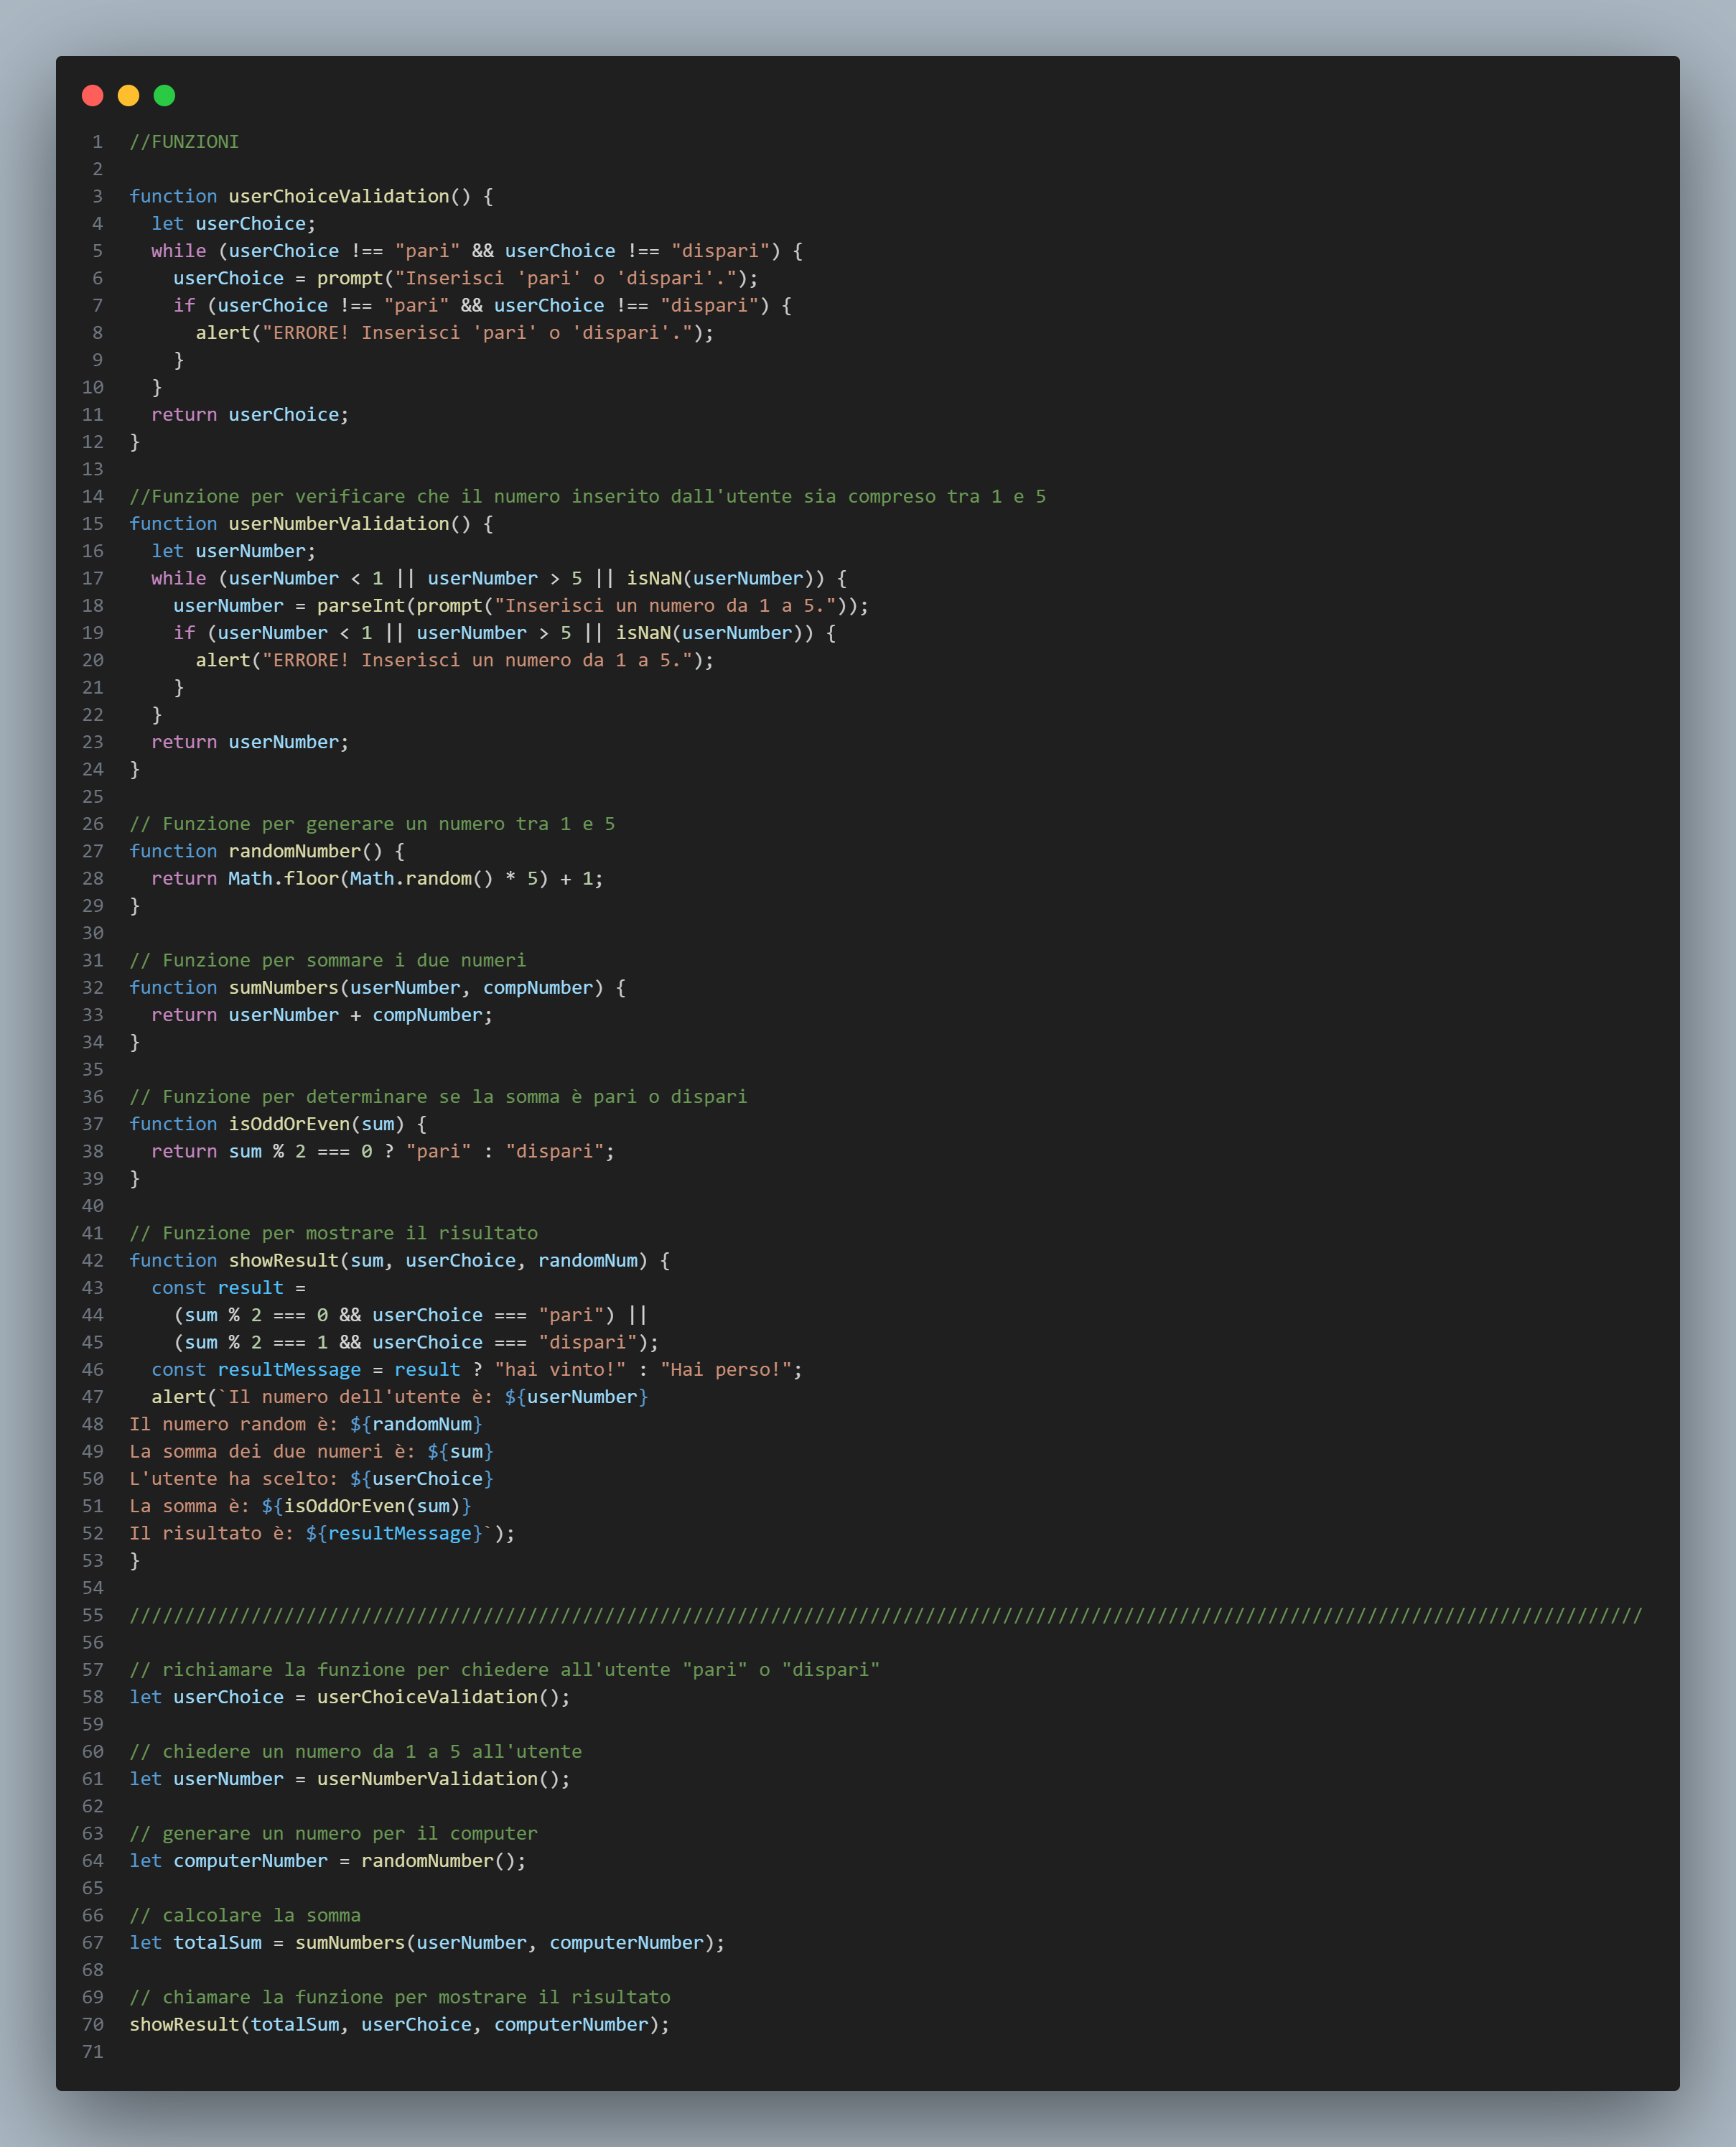 1 //FUNZIONI
2
3 function userChoiceValidation() {
4   let userChoice;
5   while (userChoice !== "pari" && userChoice !== "dispari") {
6     userChoice = prompt("Inserisci 'pari' o 'dispari'.");
7     if (userChoice !== "pari" && userChoice !== "dispari") {
8       alert("ERRORE! Inserisci 'pari' o 'dispari'.");
9     }
10   }
11   return userChoice;
12 }
13
14 //Funzione per verificare che il numero inserito dall'utente sia compreso tra 1 e 5
15 function userNumberValidation() {
16   let userNumber;
17   while (userNumber < 1 || userNumber > 5 || isNaN(userNumber)) {
18     userNumber = parseInt(prompt("Inserisci un numero da 1 a 5."));
19     if (userNumber < 1 || userNumber > 5 || isNaN(userNumber)) {
20       alert("ERRORE! Inserisci un numero da 1 a 5.");
21     }
22   }
23   return userNumber;
24 }
25
26 // Funzione per generare un numero tra 1 e 5
27 function randomNumber() {
28   return Math.floor(Math.random() * 5) + 1;
29 }
30
31 // Funzione per sommare i due numeri
32 function sumNumbers(userNumber, compNumber) {
33   return userNumber + compNumber;
34 }
35
36 // Funzione per determinare se la somma è pari o dispari
37 function isOddOrEven(sum) {
38   return sum % 2 === 0 ? "pari" : "dispari";
39 }
40
41 // Funzione per mostrare il risultato
42 function showResult(sum, userChoice, randomNum) {
43   const result =
44     (sum % 2 === 0 && userChoice === "pari") ||
45     (sum % 2 === 1 && userChoice === "dispari");
46   const resultMessage = result ? "hai vinto!" : "Hai perso!";
47   alert(`Il numero dell'utente è: ${userNumber}
48 Il numero random è: ${randomNum}
49 La somma dei due numeri è: ${sum}
50 L'utente ha scelto: ${userChoice}
51 La somma è: ${isOddOrEven(sum)}
52 Il risultato è: ${resultMessage}`);
53 }
54
55 /////////////////////////////////////////////////////////////////////////////////////////////////////////////////////////////////////////
56
57 // richiamare la funzione per chiedere all'utente "pari" o "dispari"
58 let userChoice = userChoiceValidation();
59
60 // chiedere un numero da 1 a 5 all'utente
61 let userNumber = userNumberValidation();
62
63 // generare un numero per il computer
64 let computerNumber = randomNumber();
65
66 // calcolare la somma
67 let totalSum = sumNumbers(userNumber, computerNumber);
68
69 // chiamare la funzione per mostrare il risultato
70 showResult(totalSum, userChoice, computerNumber);
71